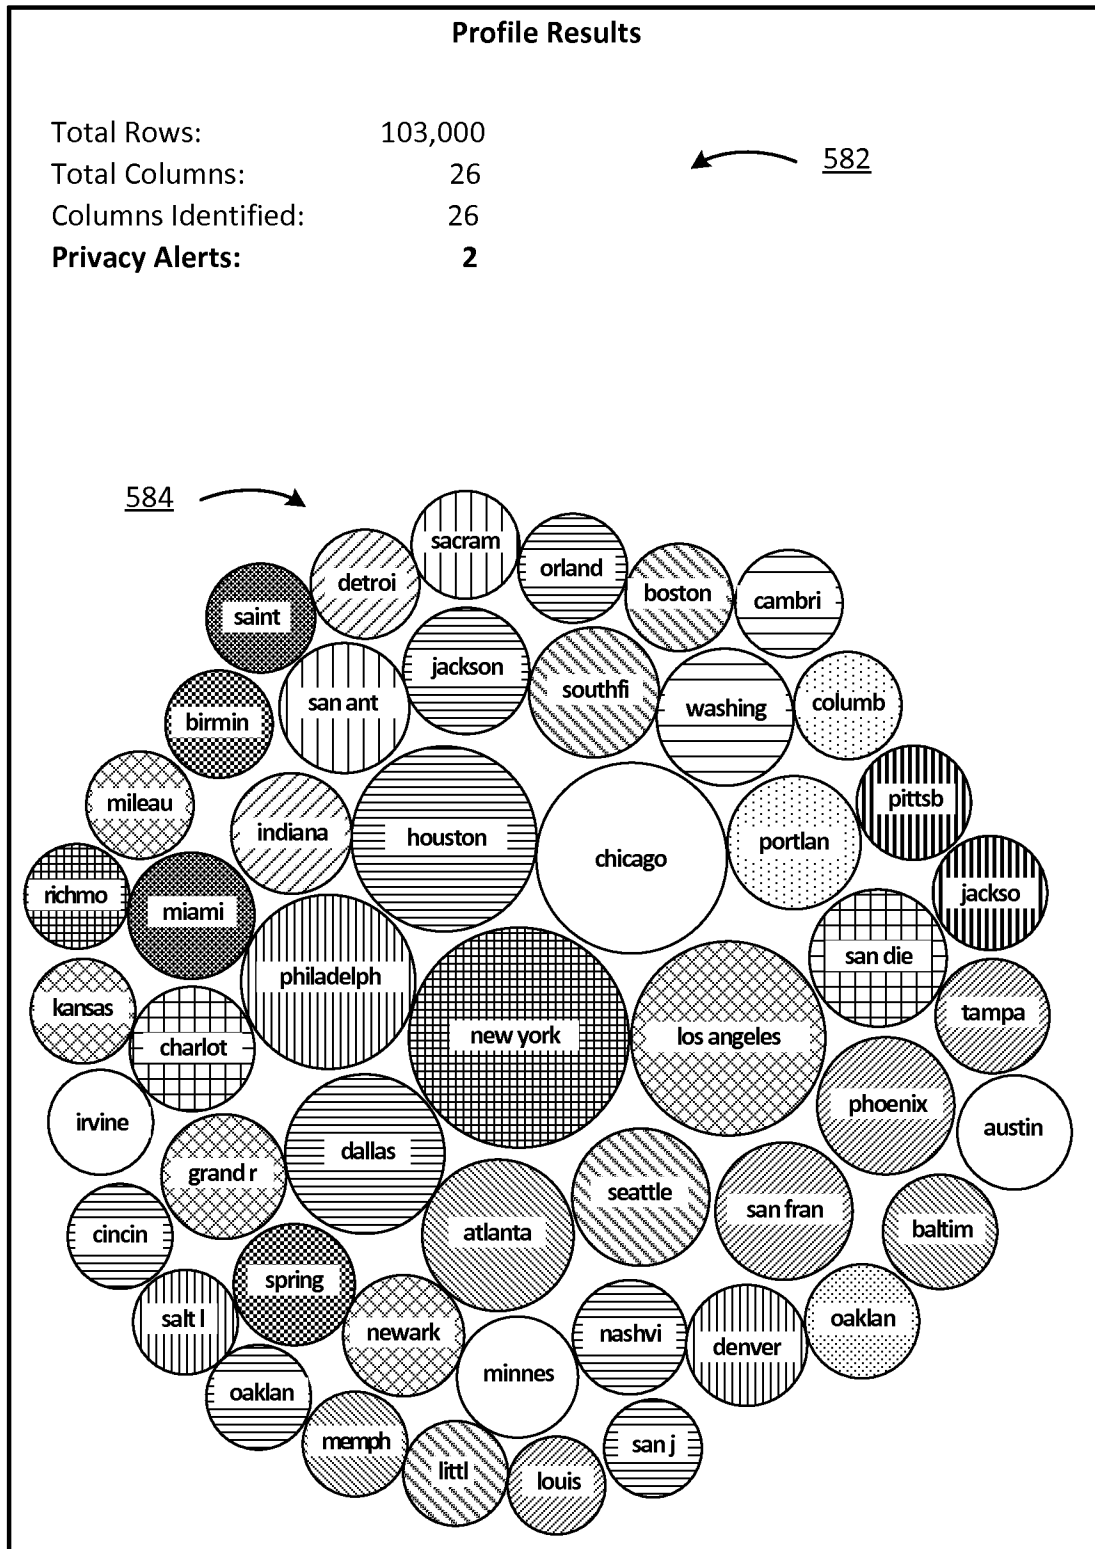 Profile Results
Total Rows: 103,000
582
Total Columns: 26
Columns Identified: 26
Privacy Alerts: 2
584
sacram
orland
detroi
boston
cambri
saint
jackson
southfi
san ant
washing
columb
birmin
mileau
pittsb
indiana
houston
chicago
portlan
richmo
jackso
miami
philadelph
san die
kansas
tampa
charlot
new york
los angeles
irvine
phoenix
austin
dallas
grand r
seattle
san fran
cincin
atlanta
baltim
spring
salt l
newark
nashvi
denver
oaklan
minnes
oaklan
memph
san j
littl
louis